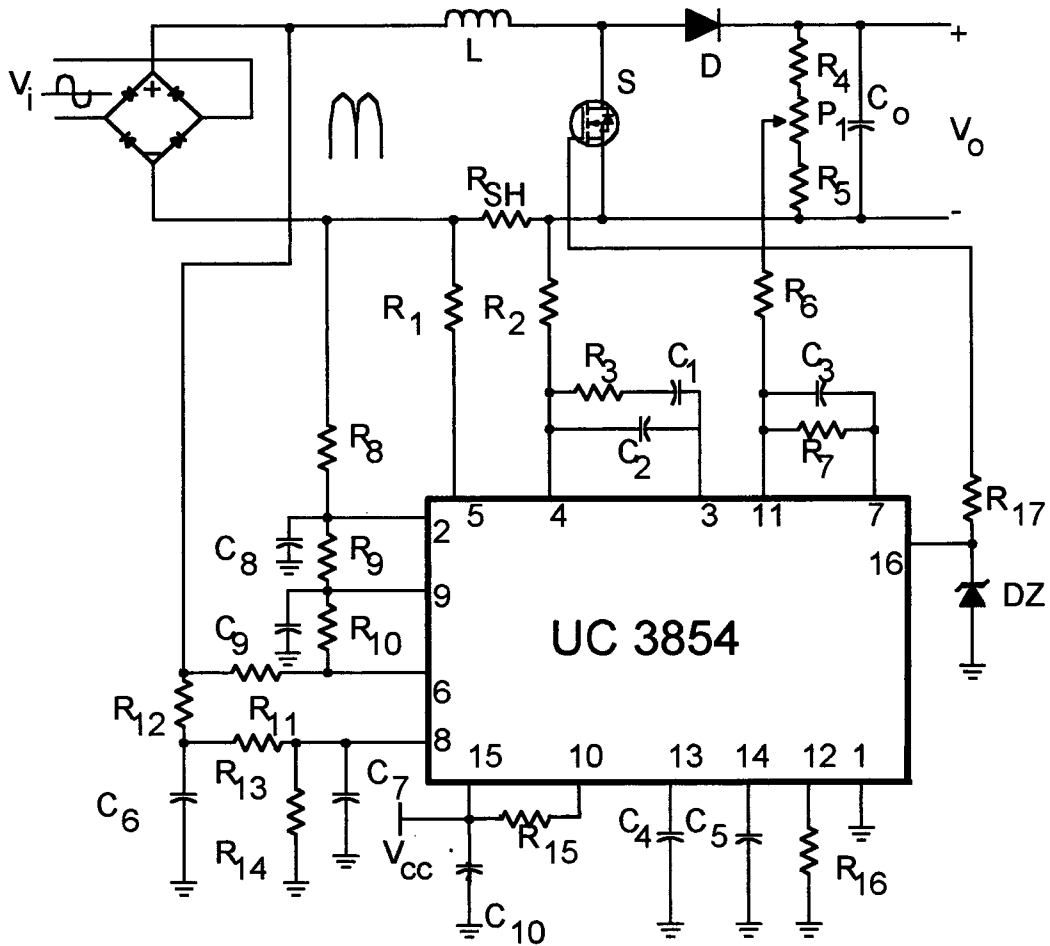 L
D
S
R4
P1
R5
Co
+
Vo
-
Vi
+
RSH
R1
R2
R6
R3
C1
C2
C3
R7
R8
R17
5
4
3
11
7
2
16
C8
R9
9
DZ
C9
R10
UC 3854
6
R12
R11
8
15
10
13
14
12
1
R13
C7
C6
R14
VCC
R15
C4
C5
R16
C10